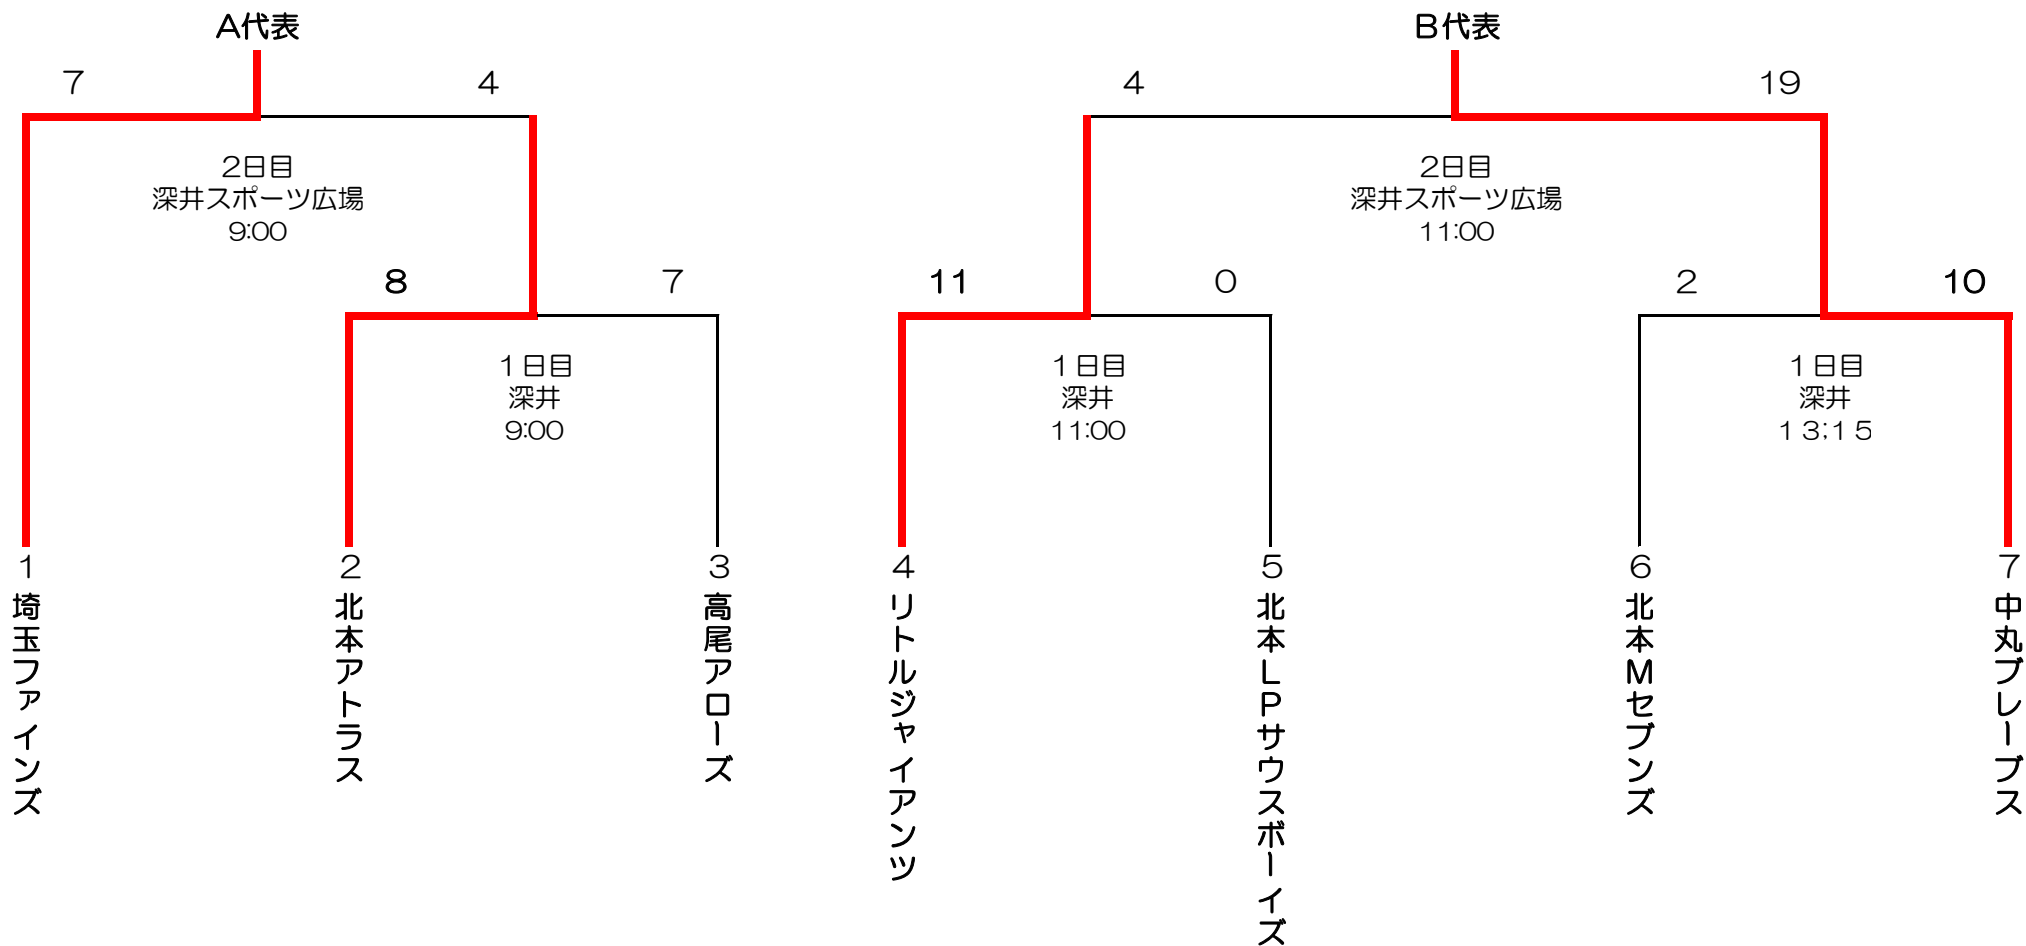 A代表
B代表
7
4
4
19
2日目
深井スポーツ広場
9:00
2日目
深井スポーツ広場
11:00
8
7
11
0
2
10
1日目
深井
9:00
1日目
深井
11:00
1日目
深井
13;15
1
埼玉ファインズ
2
北本アトラス
3
高尾アローズ
4
リトルジャイアンツ
5
北本LPサウスボーイズ
6
北本Mセブンズ
7
中丸ブレーブス